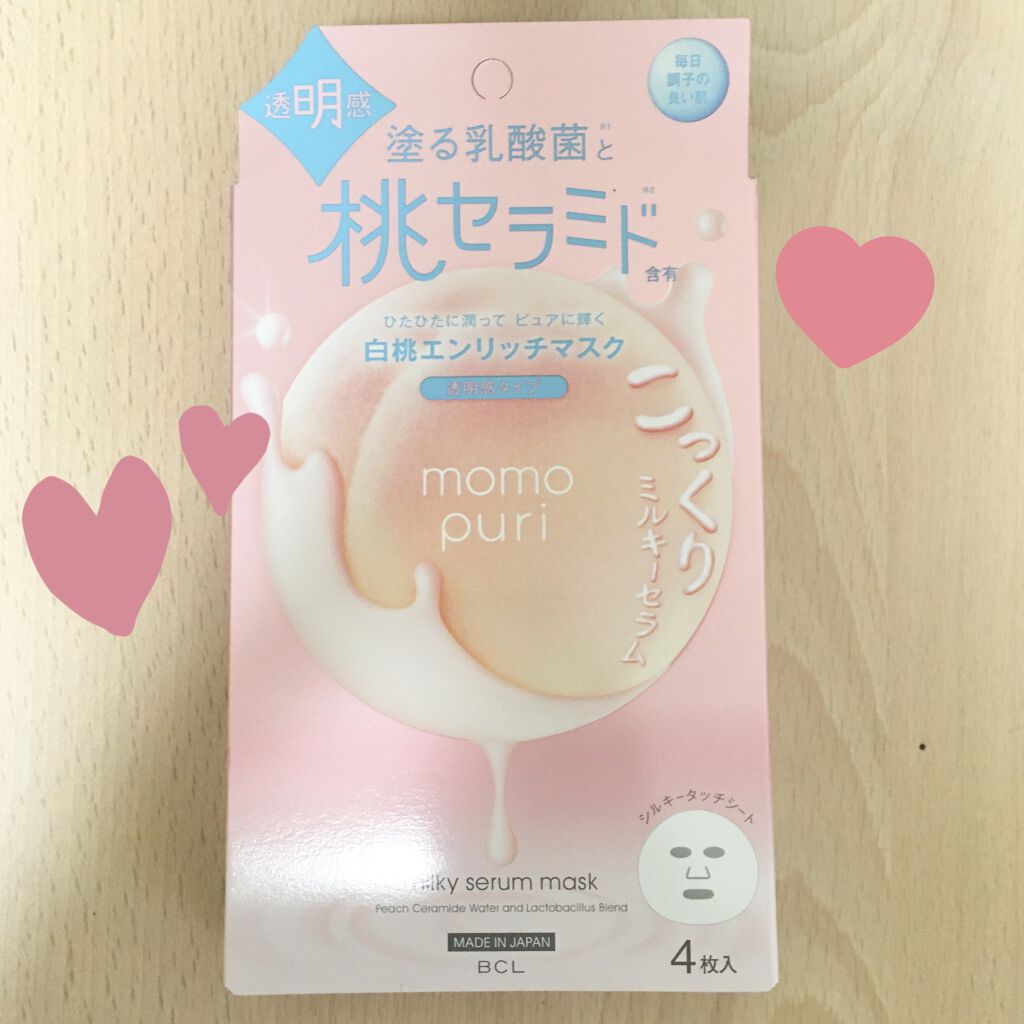 透明感
毎日
調子の
良い肌
塗る乳酸菌※1と
桃セラミド※2
含有
ひたひたに潤って ピュアに輝く
白桃エンリッチマスク
透明感タイプ
こっくり
ミルキーセラム
momo
puri
シルキータッチシート
milky serum mask
Peach Ceramide Water and Lactobacillus Blend
MADE IN JAPAN
BCL
4枚入